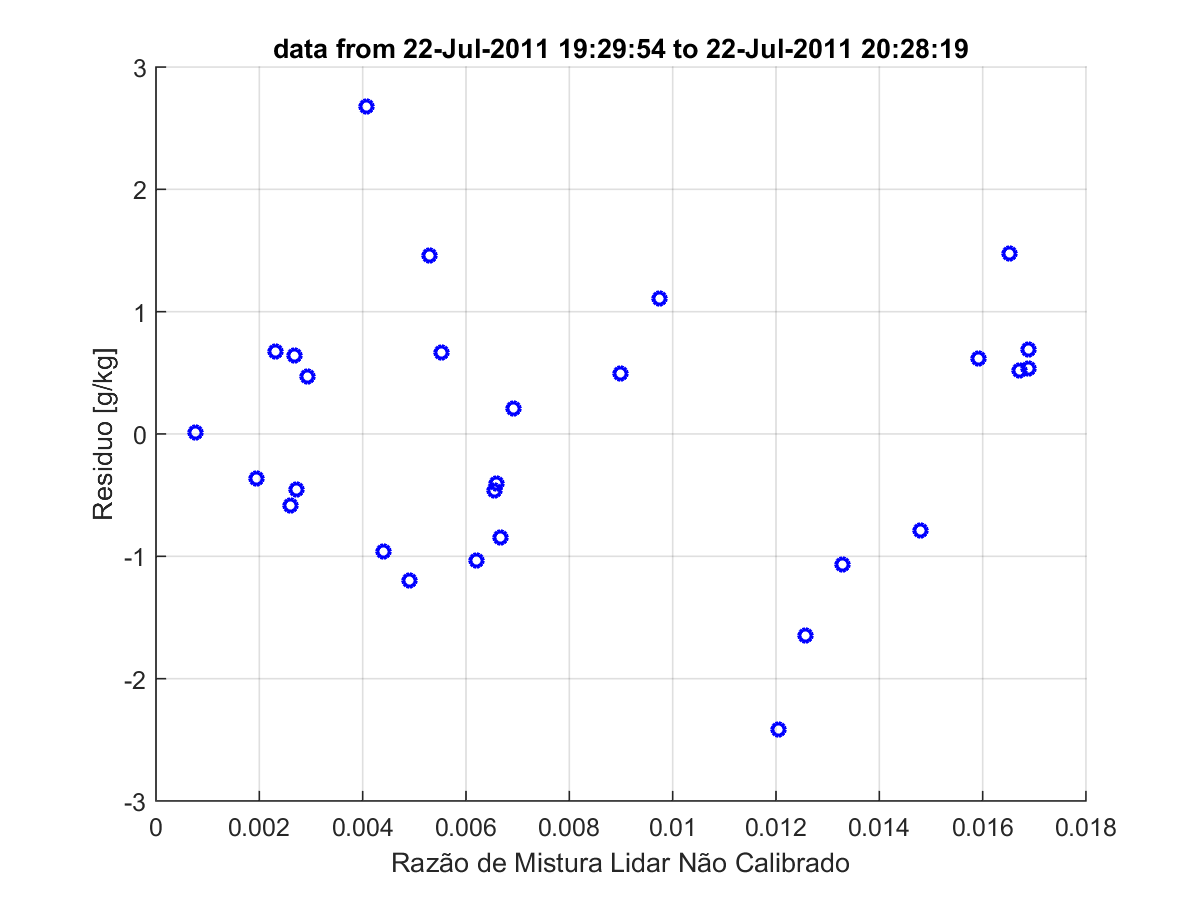 data from 22-Jul-2011 19:29:54 to 22-Jul-2011 20:28:19
3
2
1
0
-1
-2
-3
Residuo [g/kg]
0 0.002 0.004 0.006 0.008 0.01 0.012 0.014 0.016 0.018
Razão de Mistura Lidar Não Calibrado